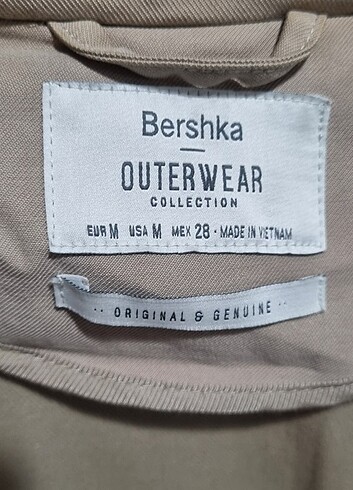 Bershka
OUTERWEAR
COLLECTION
EUR M USA M MEX 28 · MADE IN VIETNAM
·· ORIGINAL & GENUINE ··